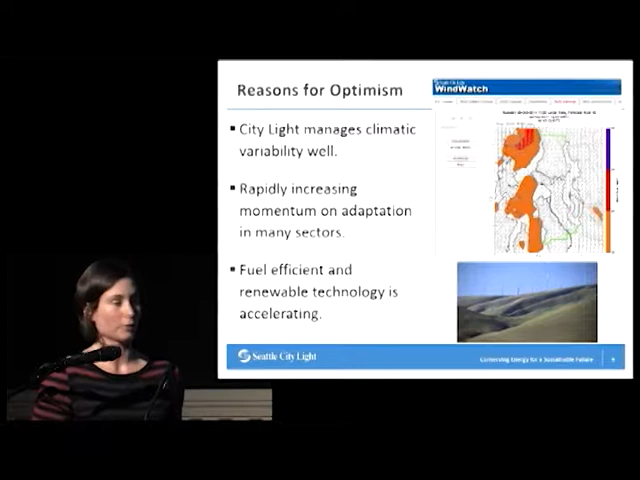 Reasons for Optimism
▪ City Light manages climatic
variability well.
▪ Rapidly increasing
momentum on adaptation
in many sectors.
▪ Fuel efficient and
renewable technology is
accelerating.
WindWatch
Seattle City Light
Conserving Energy for a Sustainable Future